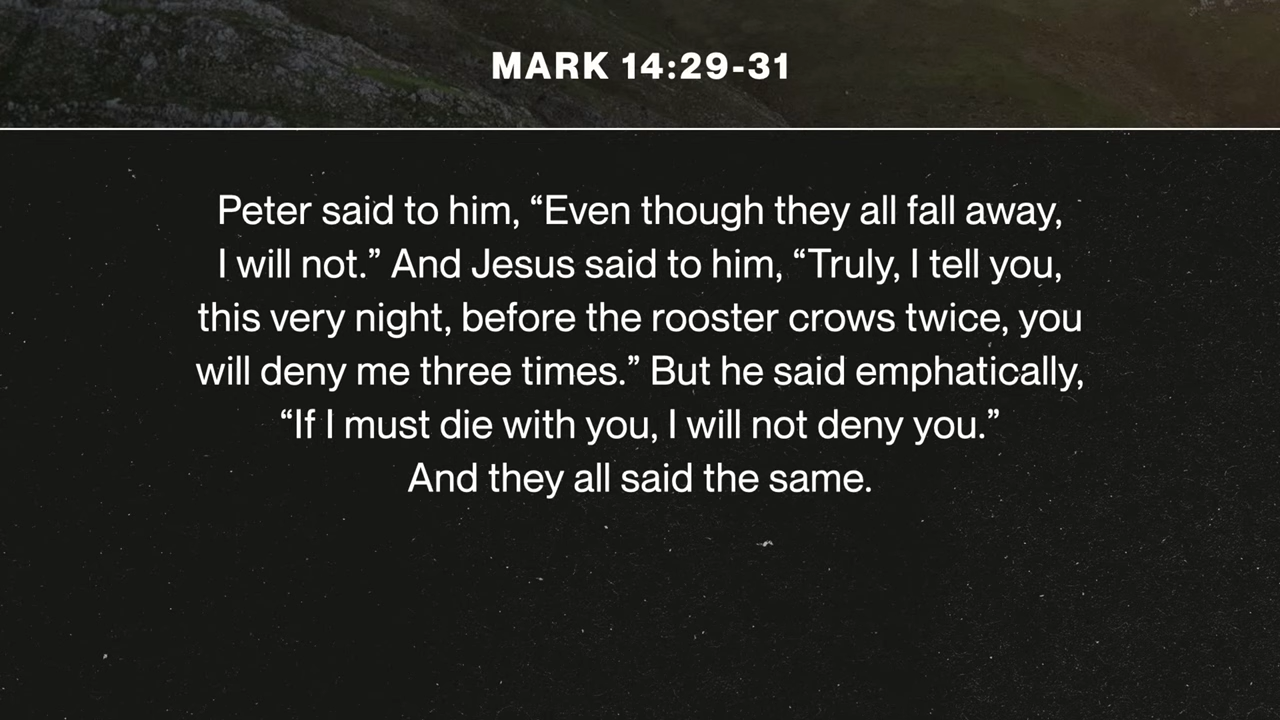 MARK 14:29-31
Peter said to him, “Even though they all fall away,
I will not.” And Jesus said to him, “Truly, I tell you,
this very night, before the rooster crows twice, you
will deny me three times.” But he said emphatically,
“If I must die with you, I will not deny you.”
And they all said the same.